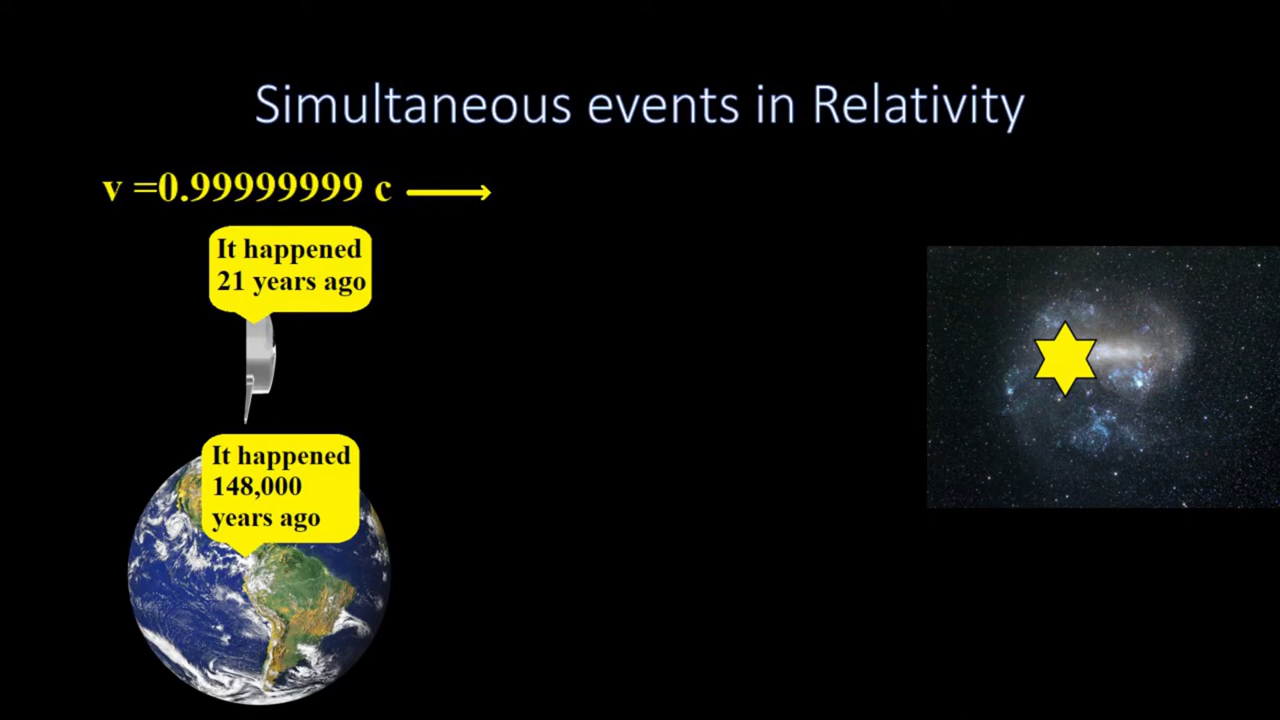 Simultaneous events in Relativity
v =0.99999999 c
It happened
21 years ago
It happened
148,000
years ago